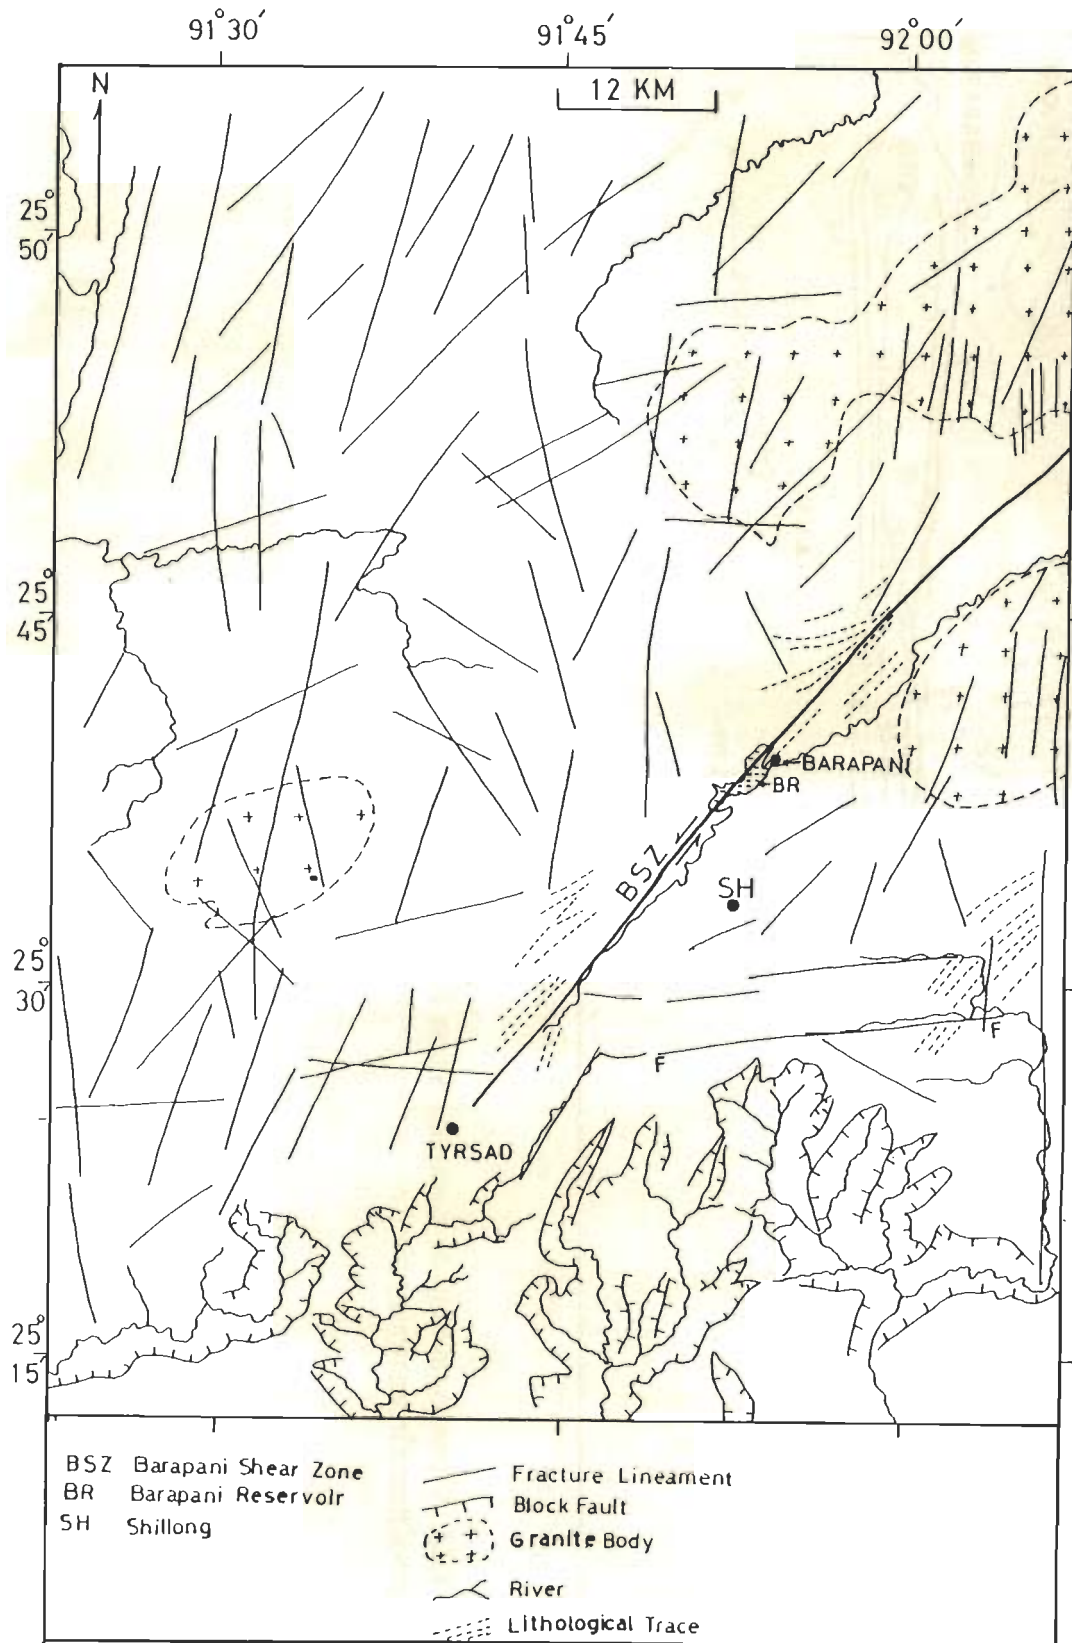 91°30′ 91°45′ 92°00′
N
12 KM
25°
50′
25°
45′
BARAPANI
BR
BSZ
SH
25°
30′
F
F
TYRSAD
25°
15′
BSZ Barapani Shear Zone
BR Barapani Reservoir
SH Shillong
Fracture Lineament
Block Fault
Granite Body
River
Lithological Trace